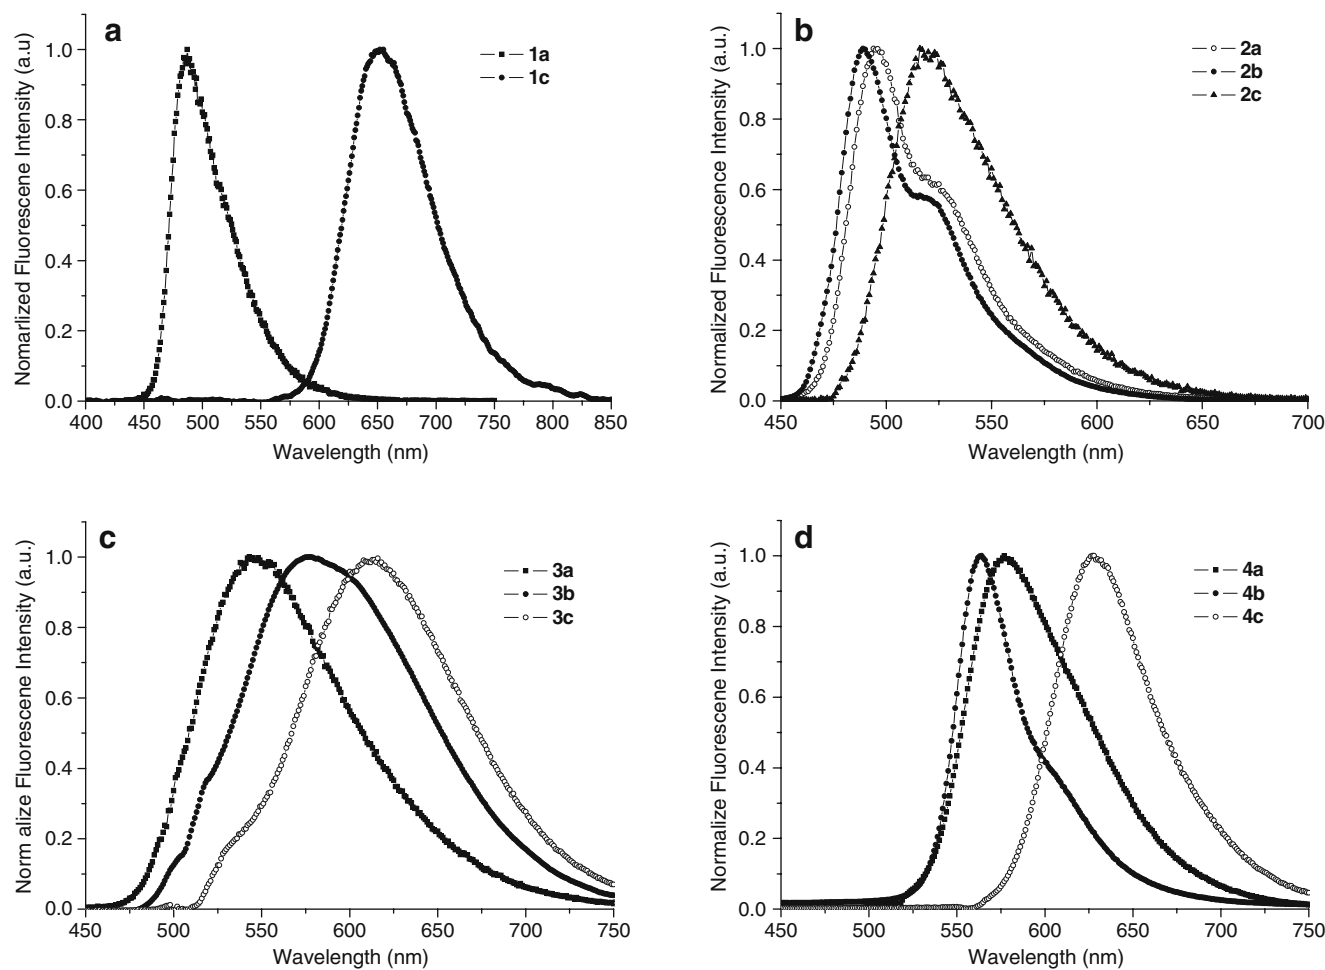 a
Nomarlized Fluorescene Intensity (a.u)
1.0
0.8
0.6
0.4
0.2
0.0
1a
1c
400 450 500 550 600 650 700 750 800 850
Wavelength (nm)
b
Normalized Fluorescence Intensity (a.u.)
1.0
0.8
0.6
0.4
0.2
0.0
2a
2b
2c
450 500 550 600 650 700
Wavelength (nm)
c
Norm alize Fluorescene Intensity (a.u.)
1.0
0.8
0.6
0.4
0.2
0.0
3a
3b
3c
450 500 550 600 650 700 750
Wavelength (nm)
d
Normalize Fluorescene Intensity (a.u.)
1.0
0.8
0.6
0.4
0.2
0.0
4a
4b
4c
450 500 550 600 650 700 750
Wavelength (nm)